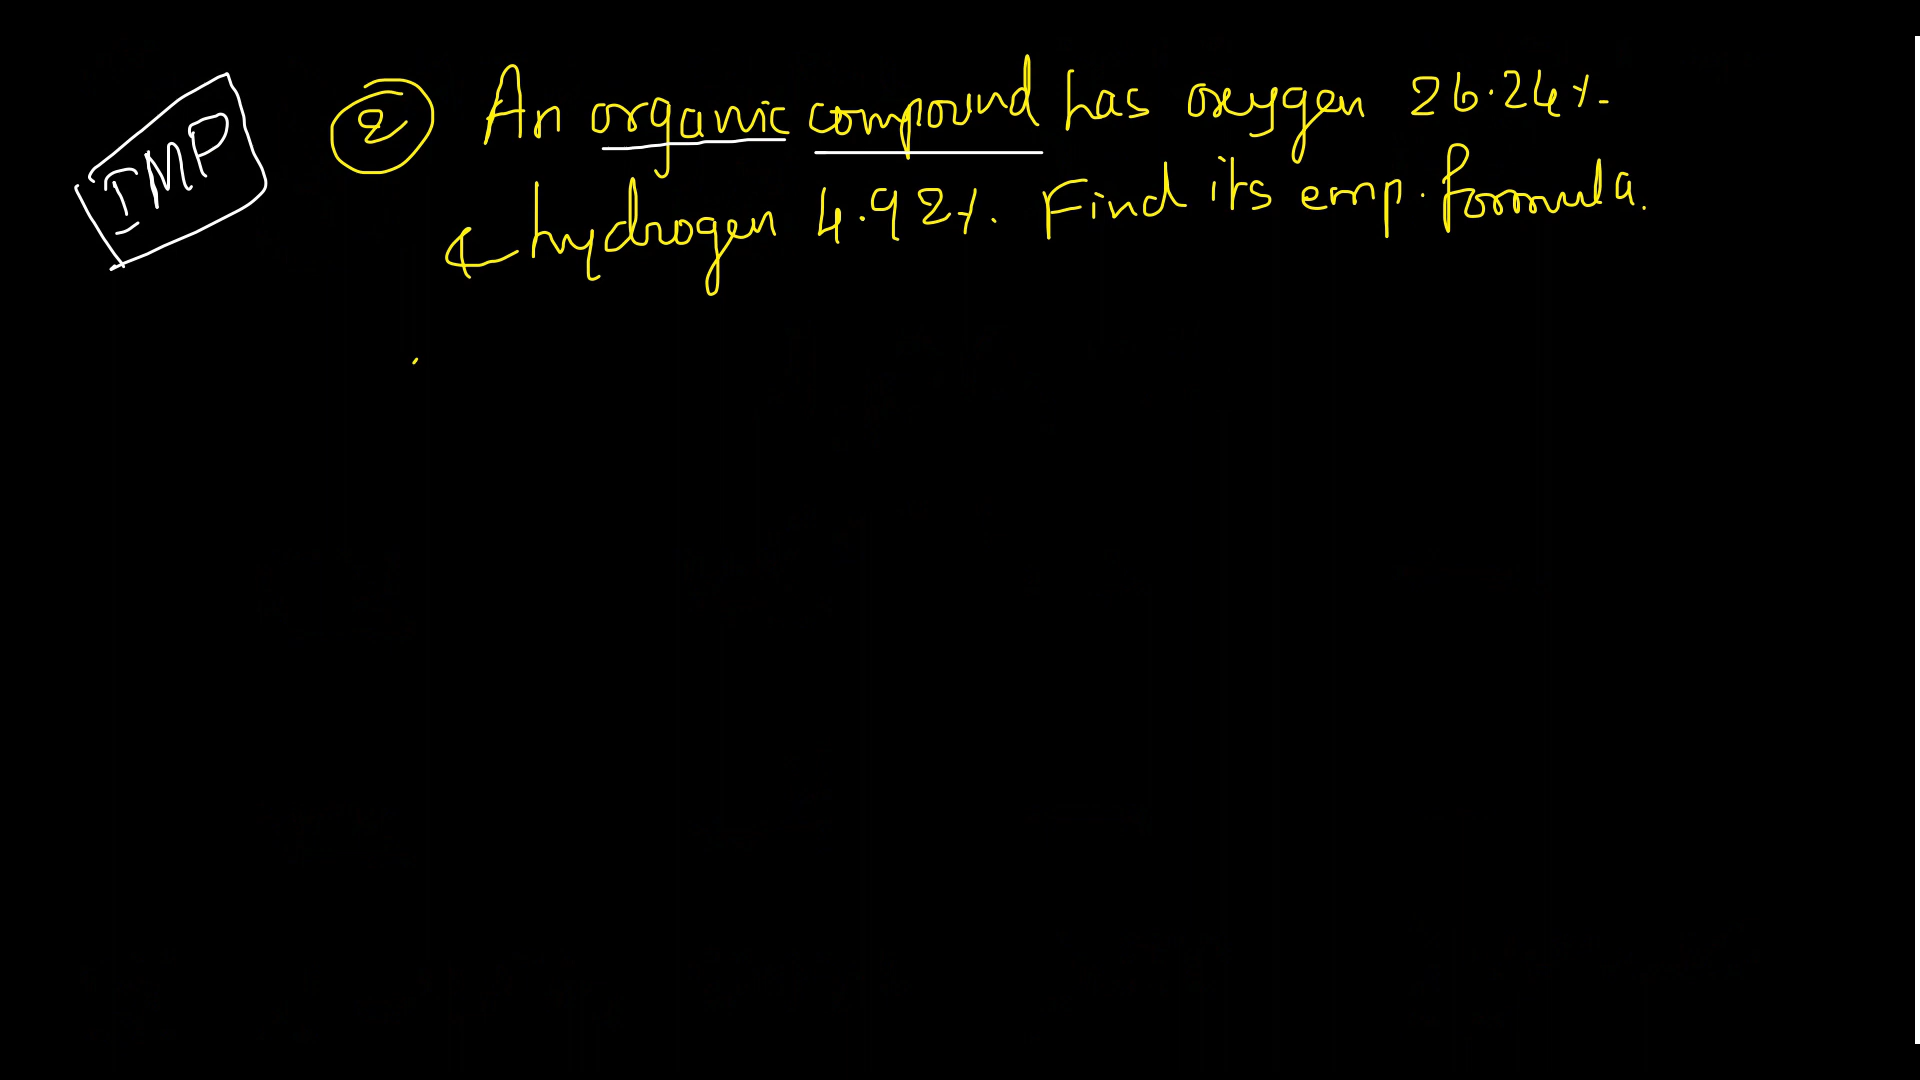 IMP
② An organic compound has oxygen 26.24%
& hydrogen 4.92%. Find its emp. formula.